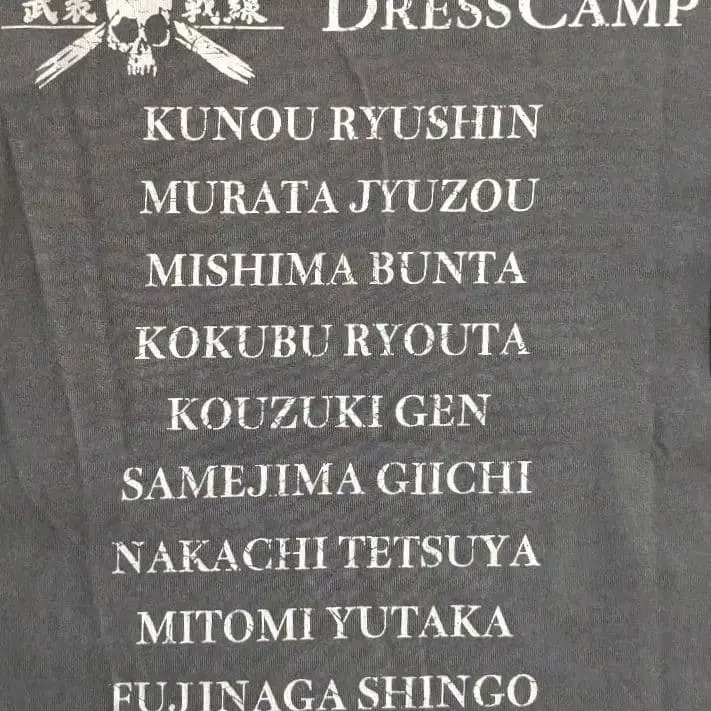 武装 戦線 DRESSCAMP
KUNOU RYUSHIN
MURATA JYUZOU
MISHIMA BUNTA
KOKUBU RYOUTA
KOUZUKI GEN
SAMEJIMA GIICHI
NAKACHI TETSUYA
MITOMI YUTAKA
FUJINAGA SHINGO